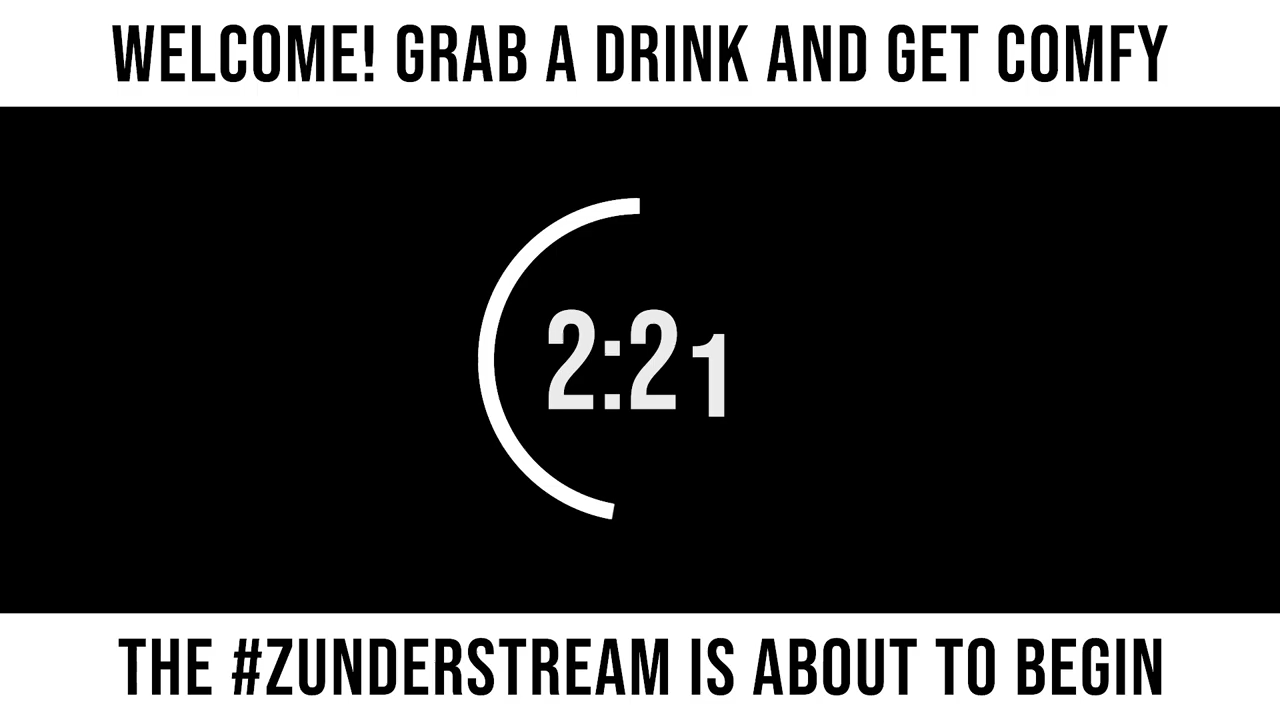 WELCOME! GRAB A DRINK AND GET COMFY
2:21
THE #ZUNDERSTREAM IS ABOUT TO BEGIN